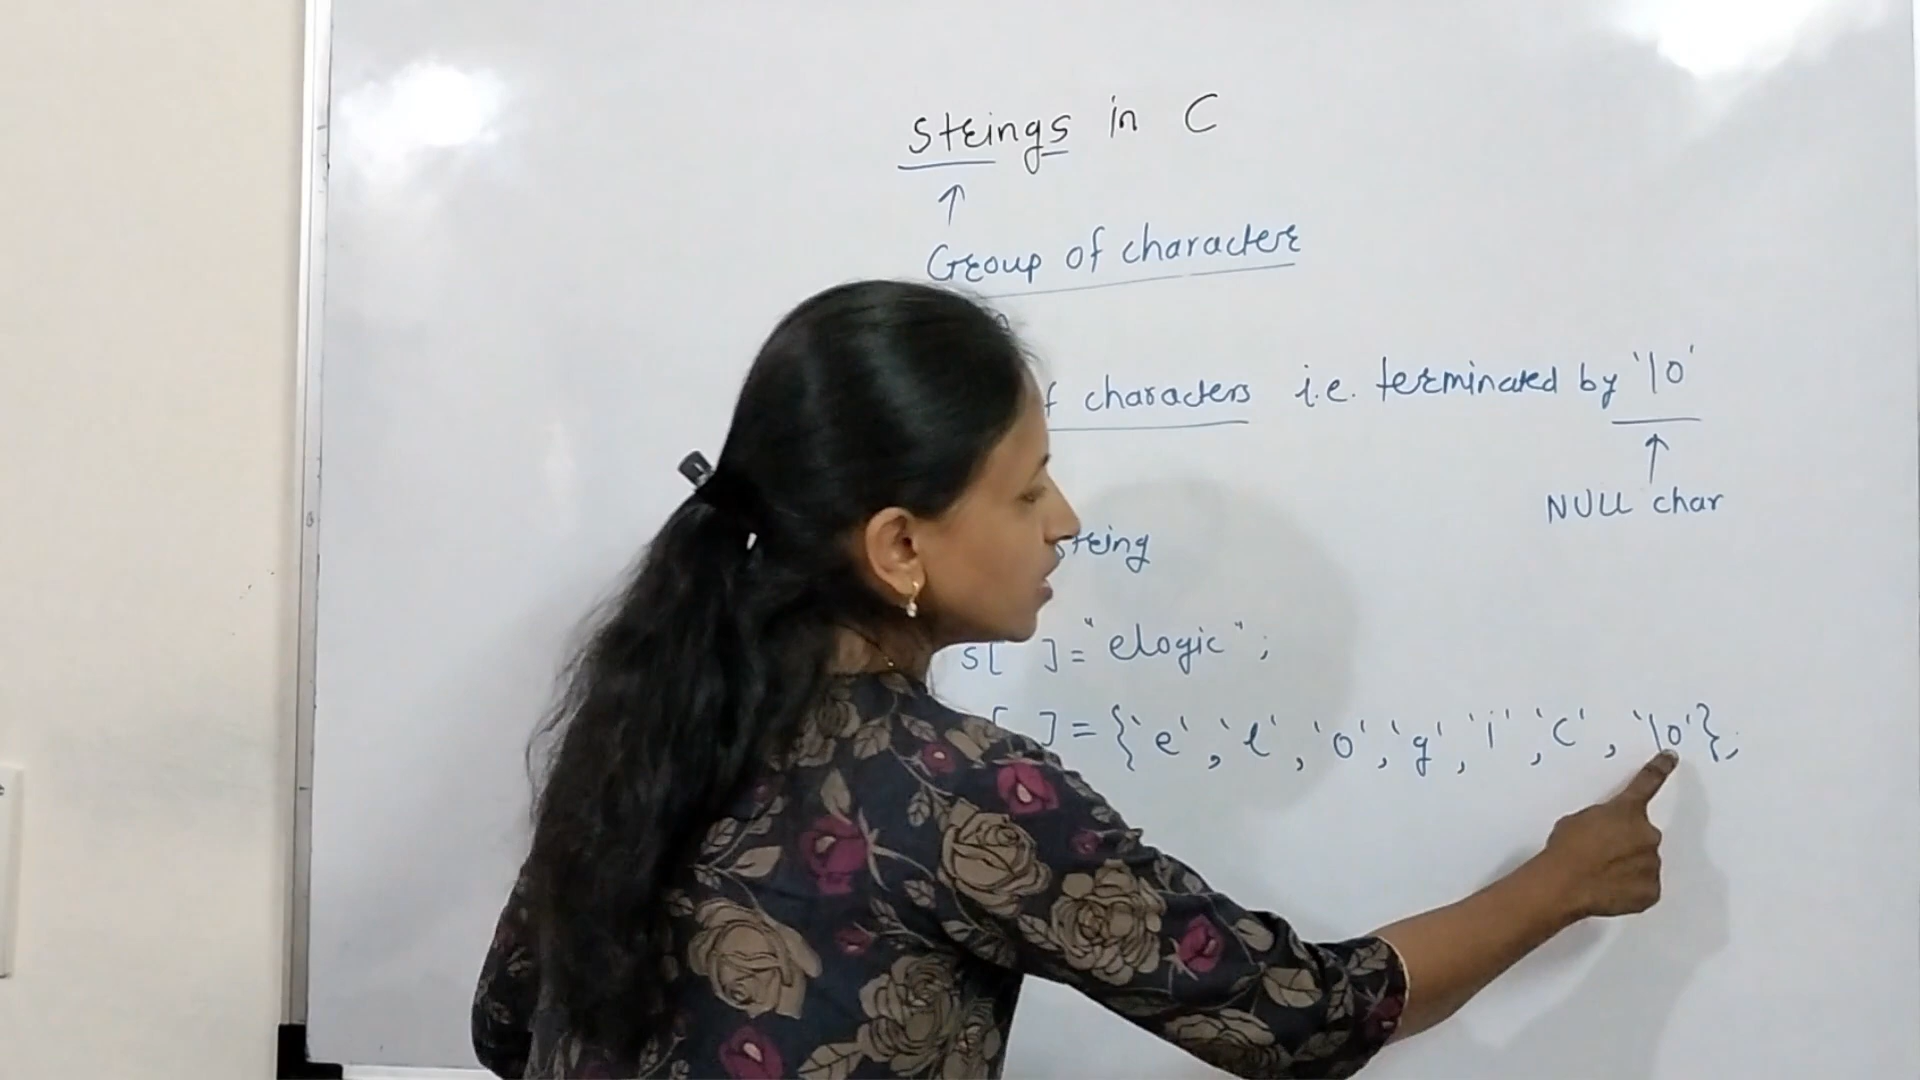 Strings in C
↑
Group of character
f characters i.e. terminated by '\0'
↑
NULL char
string
s[ ] = "elogic" ;
[ ] = {'e', 'l', 'o', 'g', 'i', 'c', '\0'};